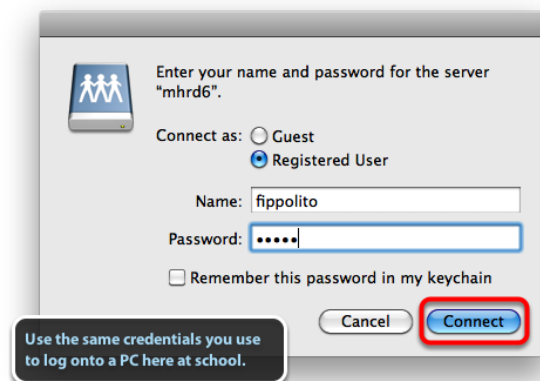 Enter your name and password for the server
“mhrd6”.
Connect as: Guest
Registered User
Name: fippolito
Password: •••••
Remember this password in my keychain
Cancel Connect
Use the same credentials you use
to log onto a PC here at school.